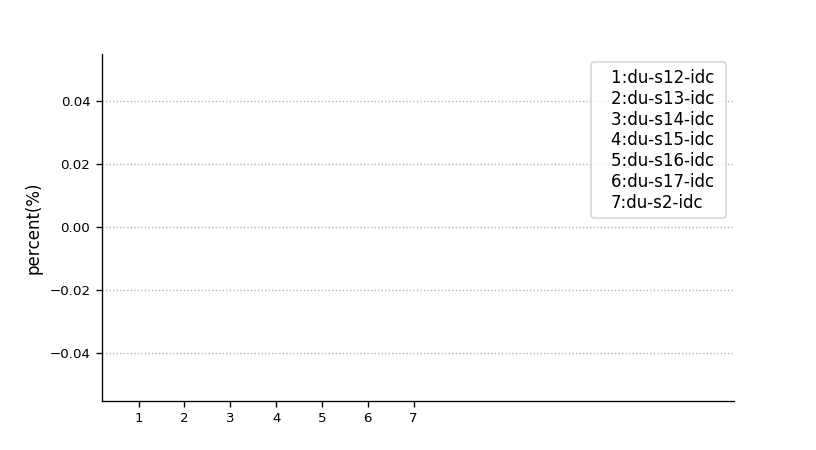 percent(%)
0.04
0.02
0.00
−0.02
−0.04
1 2 3 4 5 6 7
1:du-s12-idc
2:du-s13-idc
3:du-s14-idc
4:du-s15-idc
5:du-s16-idc
6:du-s17-idc
7:du-s2-idc